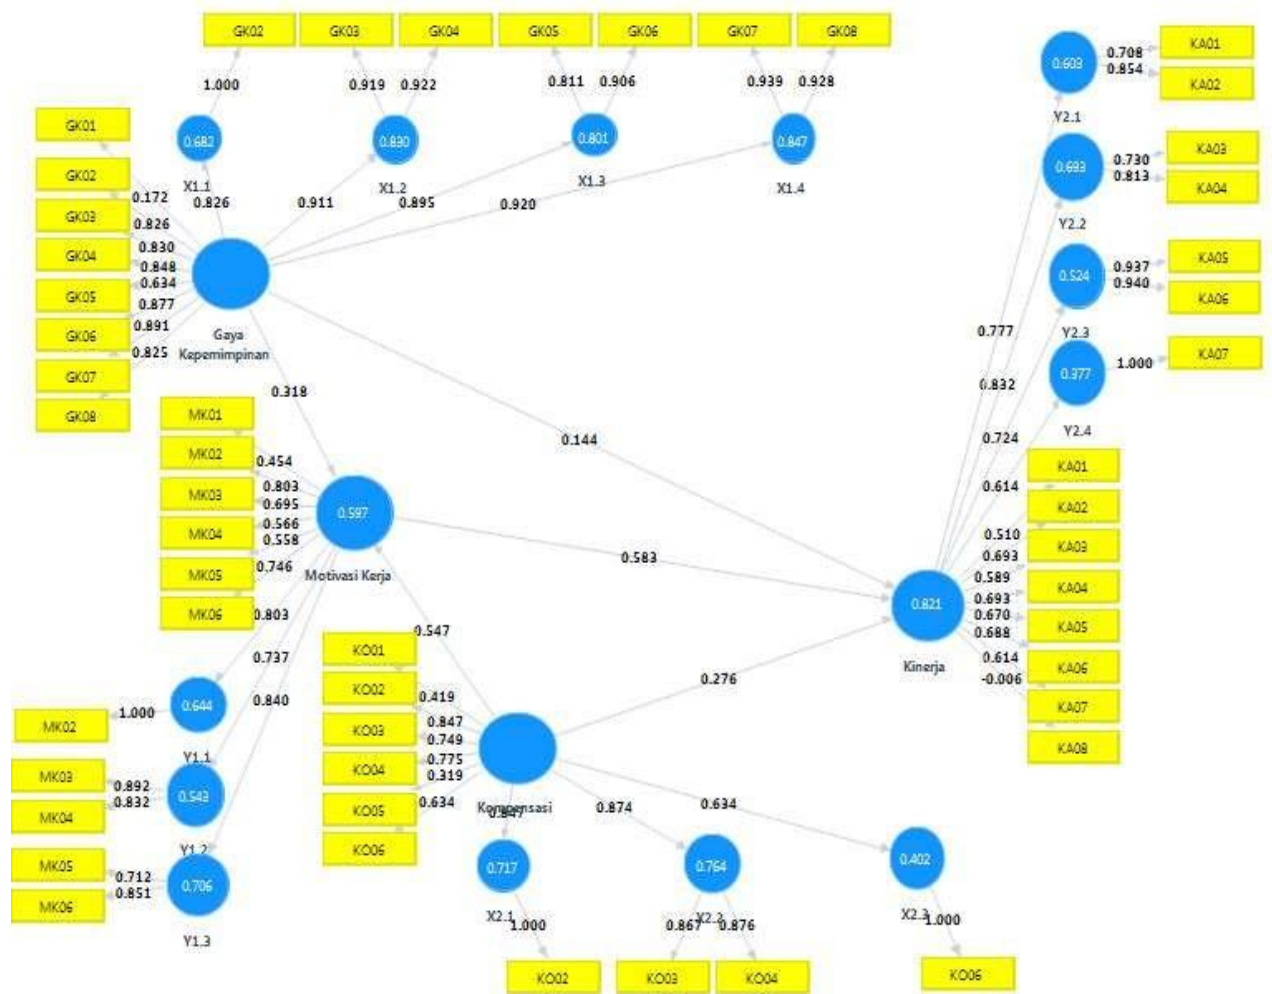 GK02
GK03
GK04
GK05
GK06
GK07
GK08
1.000
0.919
0.922
0.811
0.906
0.939
0.928
0.682
0.830
0.801
0.847
X1.1
X1.2
X1.3
X1.4
0.826
0.911
0.895
0.920
GK01
GK02
GK03
GK04
GK05
GK06
GK07
GK08
0.172
0.826
0.830
0.848
0.634
0.877
0.891
0.825
Gaya
Kepemimpinan
0.318
0.144
MK01
MK02
MK03
MK04
MK05
MK06
0.454
0.803
0.695
0.566
0.558
0.746
0.597
Motivasi Kerja
0.583
0.803
0.737
0.840
0.547
MK02
1.000
0.644
Y1.1
MK03
MK04
0.892
0.832
0.543
Y1.2
MK05
MK06
0.712
0.851
0.706
Y1.3
KO01
KO02
KO03
KO04
KO05
KO06
0.419
0.847
0.749
0.775
0.319
0.634
Kompensasi
0.276
0.847
0.874
0.634
0.717
0.764
0.402
X2.1
X2.2
X2.3
1.000
0.867
0.876
1.000
KO02
KO03
KO04
KO06
0.603
Y2.1
0.708
0.854
KA01
KA02
0.693
Y2.2
0.730
0.813
KA03
KA04
0.524
Y2.3
0.937
0.940
KA05
KA06
0.377
Y2.4
1.000
KA07
0.777
0.832
0.724
0.614
0.821
Kinerja
0.510
0.693
0.589
0.693
0.670
0.688
0.614
-0.006
KA01
KA02
KA03
KA04
KA05
KA06
KA07
KA08